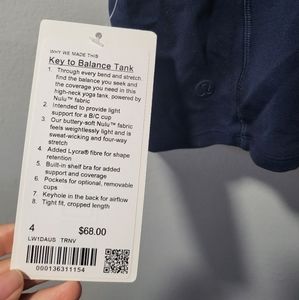 WHY WE MADE THIS
Key to Balance Tank
1. Through every bend and stretch,
find the balance you seek and
the coverage you need in this
high-neck yoga tank, powered by
Nulu™ fabric
2. Intended to provide light
support for a B/C cup
3. Our buttery-soft Nulu™ fabric
feels weightlessly light and is
sweat-wicking and four-way
stretch
4. Added Lycra® fibre for shape
retention
5. Built-in shelf bra for added
support and coverage
6. Pockets for optional, removable
cups
7. Keyhole in the back for airflow
8. Tight fit, cropped length
4 $68.00
LW1DAUS TRNV
000136311154